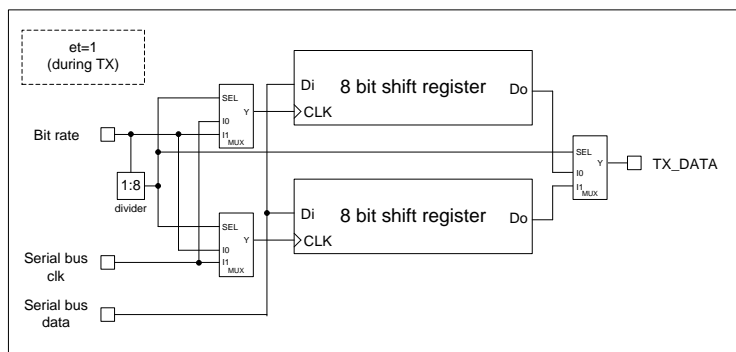 et=1
(during TX)
8 bit shift register
Di
Do
CLK
SEL
I0
I1
Y
MUX
Bit rate
1:8
divider
SEL
I0
I1
Y
MUX
TX_DATA
8 bit shift register
Di
Do
CLK
SEL
I0
I1
Y
MUX
Serial bus
clk
Serial bus
data